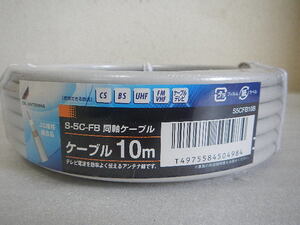 CS
BS
UHF
FM
VHF
ケーブル
テレビ
S5CFB10B
S-5C-FB 同軸ケーブル
ケーブル 10m
テレビ電波を効率よく伝えるアンテナ線です。
T4975584504984